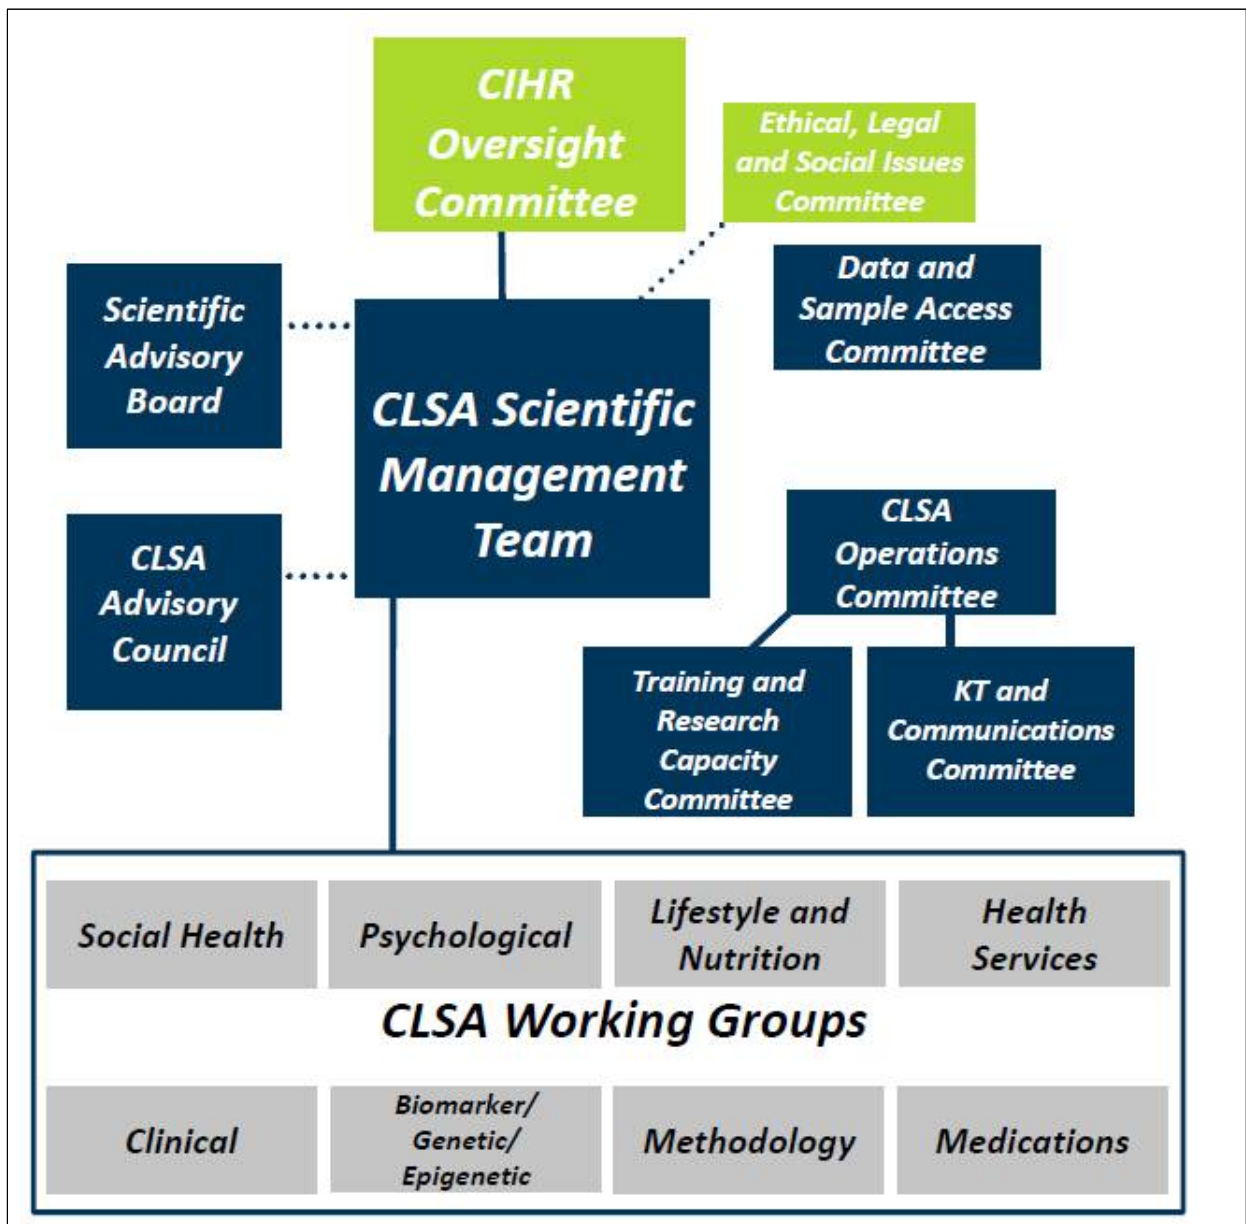 CIHR
Oversight
Committee
Ethical, Legal
and Social Issues
Committee
Scientific
Advisory
Board
Data and
Sample Access
Committee
CLSA Scientific
Management
Team
CLSA
Advisory
Council
CLSA
Operations
Committee
Training and
Research
Capacity
Committee
KT and
Communications
Committee
Social Health
Psychological
Lifestyle and
Nutrition
Health
Services
CLSA Working Groups
Clinical
Biomarker/
Genetic/
Epigenetic
Methodology
Medications